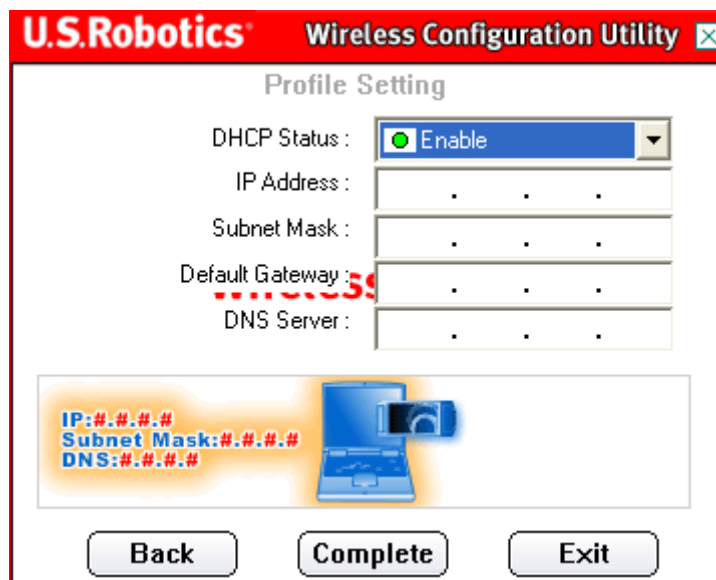 U.S.Robotics® Wireless Configuration Utility
Profile Setting
DHCP Status : Enable
IP Address : . . .
Subnet Mask : . . .
Default Gateway : . . .
DNS Server : . . .
IP:#.#.#.#
Subnet Mask:#.#.#.#
DNS:#.#.#.#
Back Complete Exit